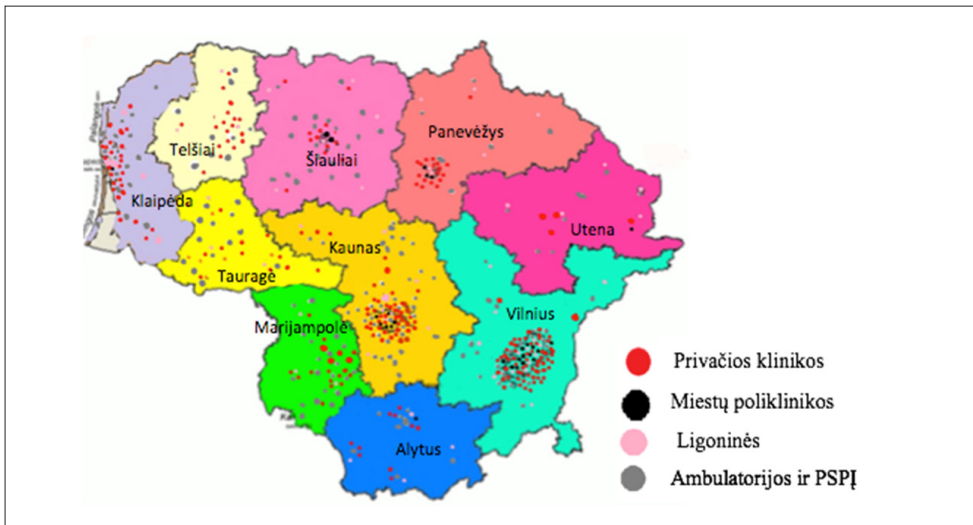 Telšiai
Šiauliai
Panevėžys
Klaipėda
Utena
Kaunas
Tauragė
Marijampolė
Vilnius
Alytus
Privačios klinikos
Miestų poliklinikos
Ligoninės
Ambulatorijos ir PSPĮ